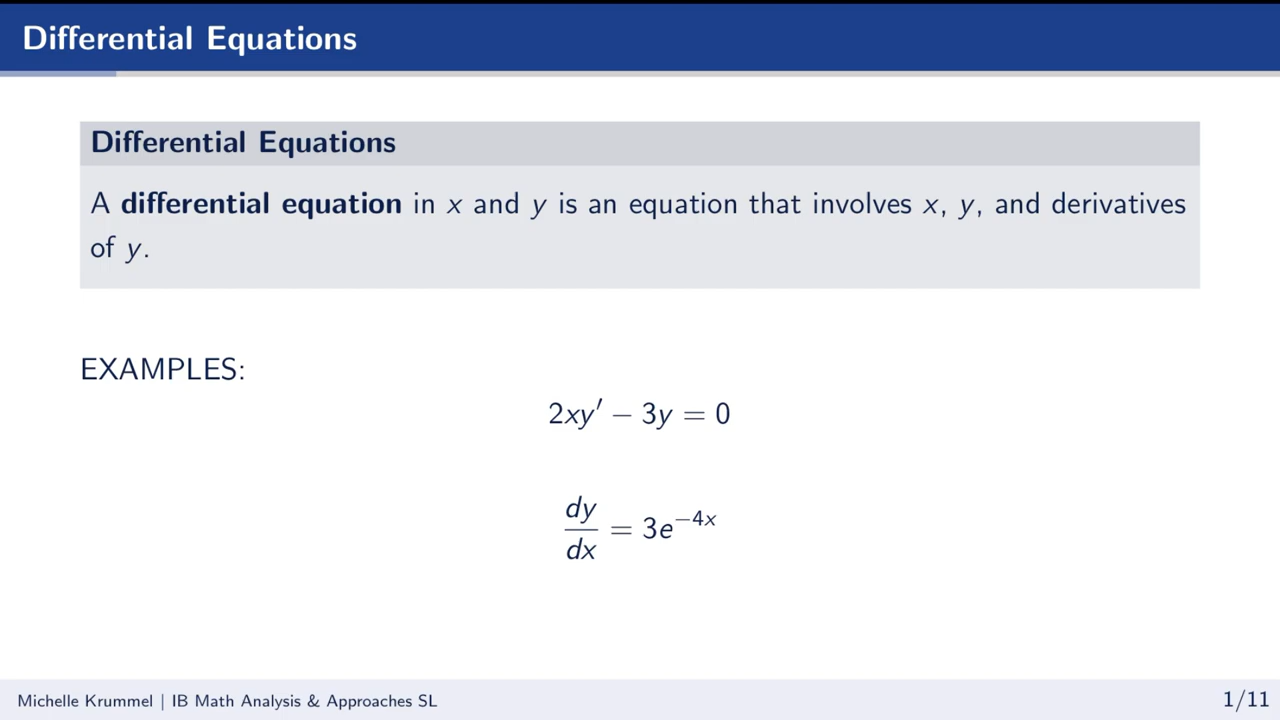 Differential Equations
Differential Equations
A differential equation in x and y is an equation that involves x, y, and derivatives
of y.
EXAMPLES:
2xy′ − 3y = 0
dy/dx = 3e^{−4x}
Michelle Krummel | IB Math Analysis & Approaches SL 1/11